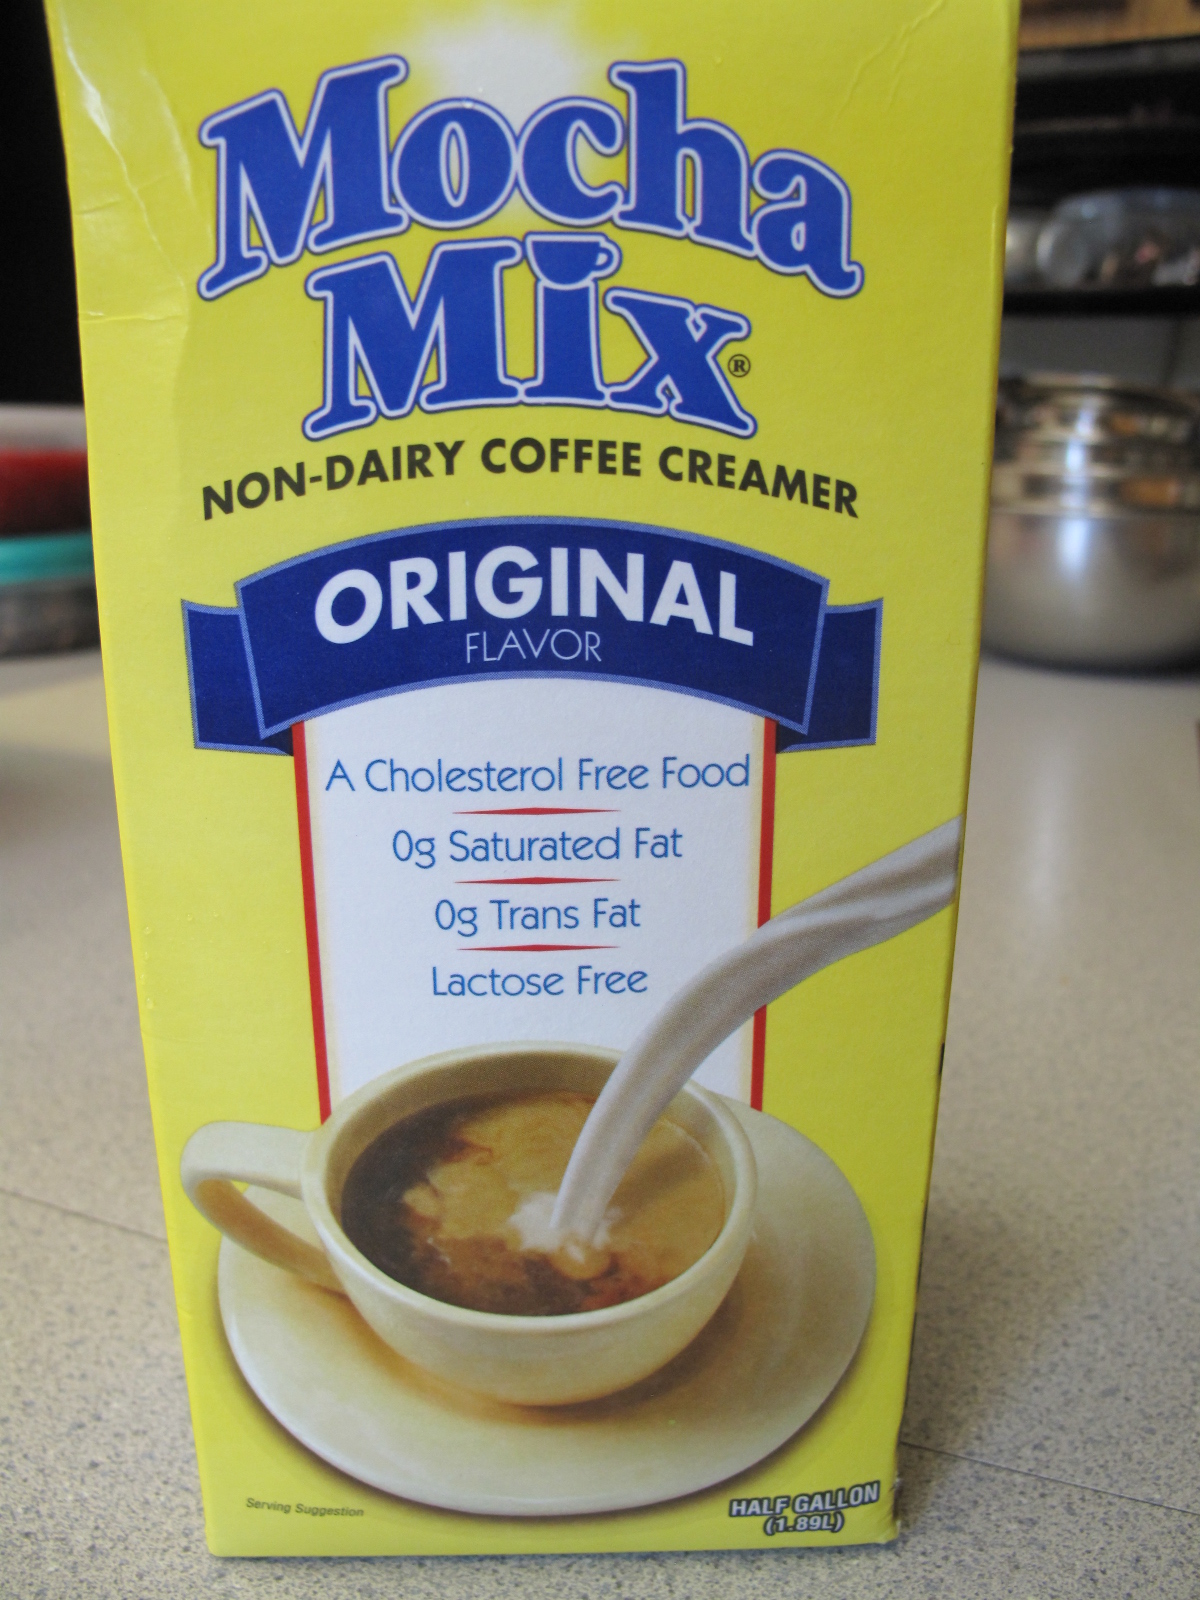 Mocha
Mix®
NON-DAIRY COFFEE CREAMER
ORIGINAL
FLAVOR
A Cholesterol Free Food
0g Saturated Fat
0g Trans Fat
Lactose Free
Serving Suggestion
HALF GALLON
(1.89L)